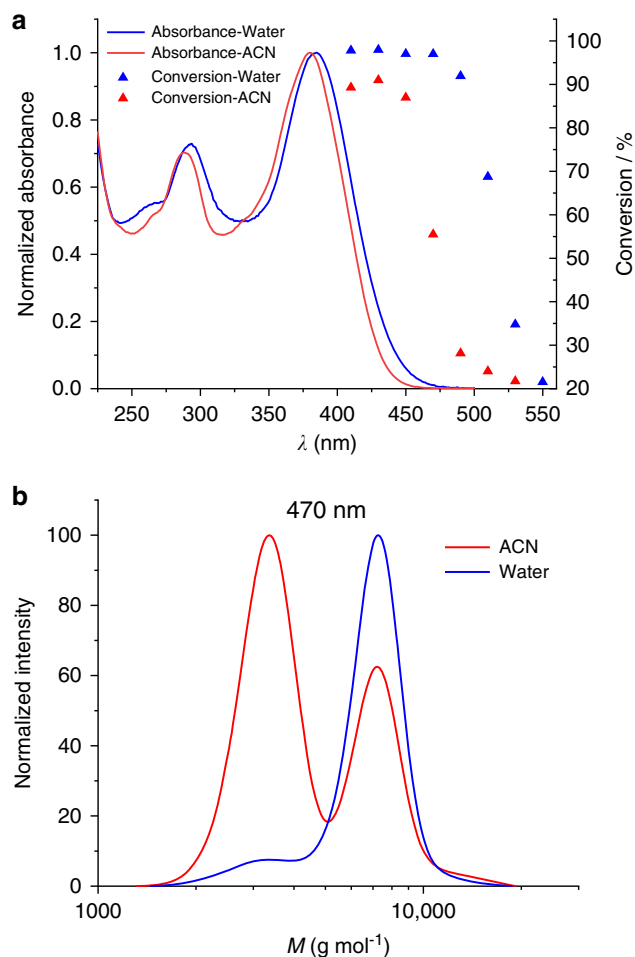 a
Absorbance-Water
Absorbance-ACN
Conversion-Water
Conversion-ACN
Normalized absorbance
1.0
0.8
0.6
0.4
0.2
0.0
100
90
80
70
60
50
40
30
20
Conversion / %
250 300 350 400 450 500 550
λ (nm)
b
470 nm
ACN
Water
Normalized intensity
100
80
60
40
20
0
1000 10,000
M (g mol⁻¹)